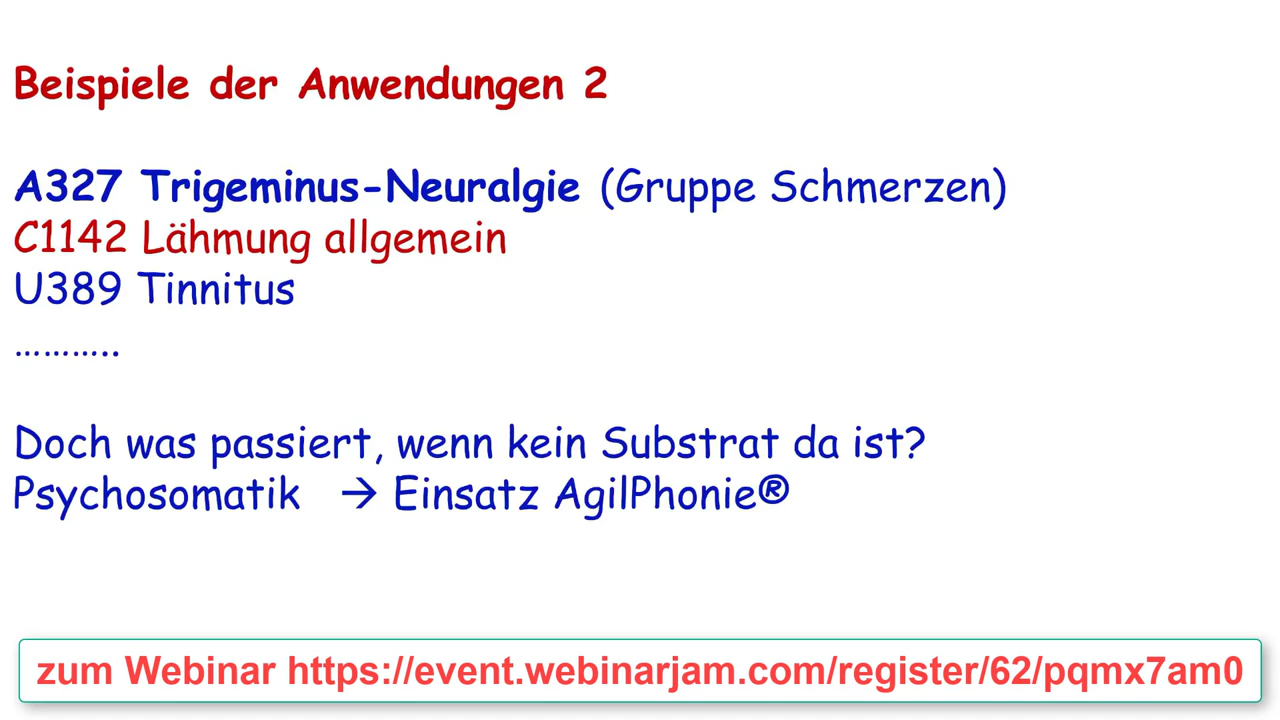 Beispiele der Anwendungen 2
A327 Trigeminus-Neuralgie (Gruppe Schmerzen)
C1142 Lähmung allgemein
U389 Tinnitus
………..
Doch was passiert, wenn kein Substrat da ist?
Psychosomatik → Einsatz AgilPhonie®
zum Webinar https://event.webinarjam.com/register/62/pqmx7am0